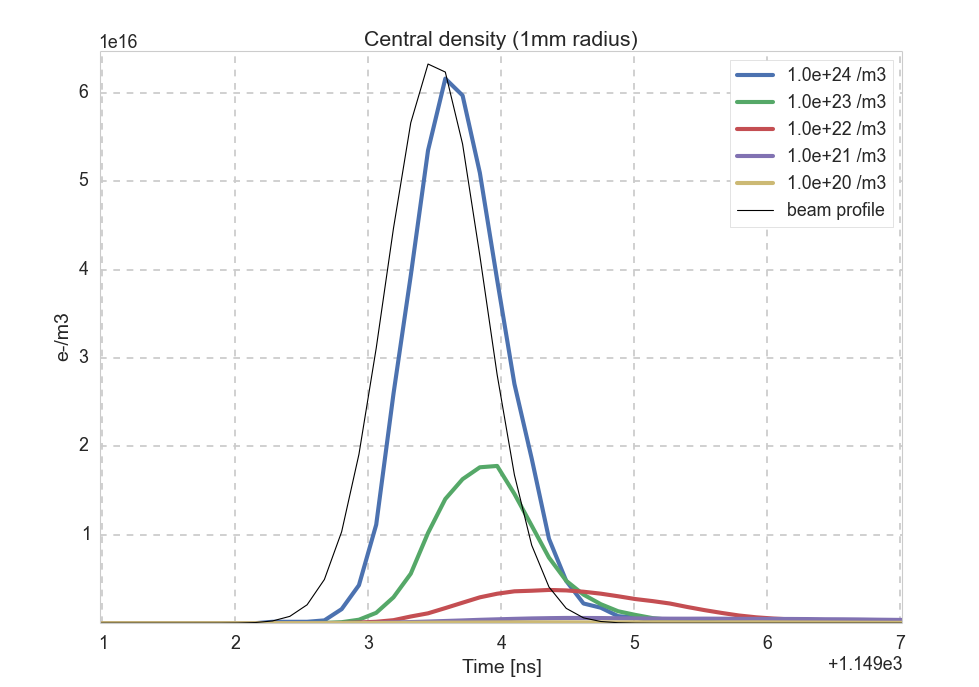 Central density (1mm radius)
1e16
6
5
4
3
2
1
e-/m3
1.0e+24 /m3
1.0e+23 /m3
1.0e+22 /m3
1.0e+21 /m3
1.0e+20 /m3
beam profile
1 2 3 4 5 6 7
Time [ns]
+1.149e3